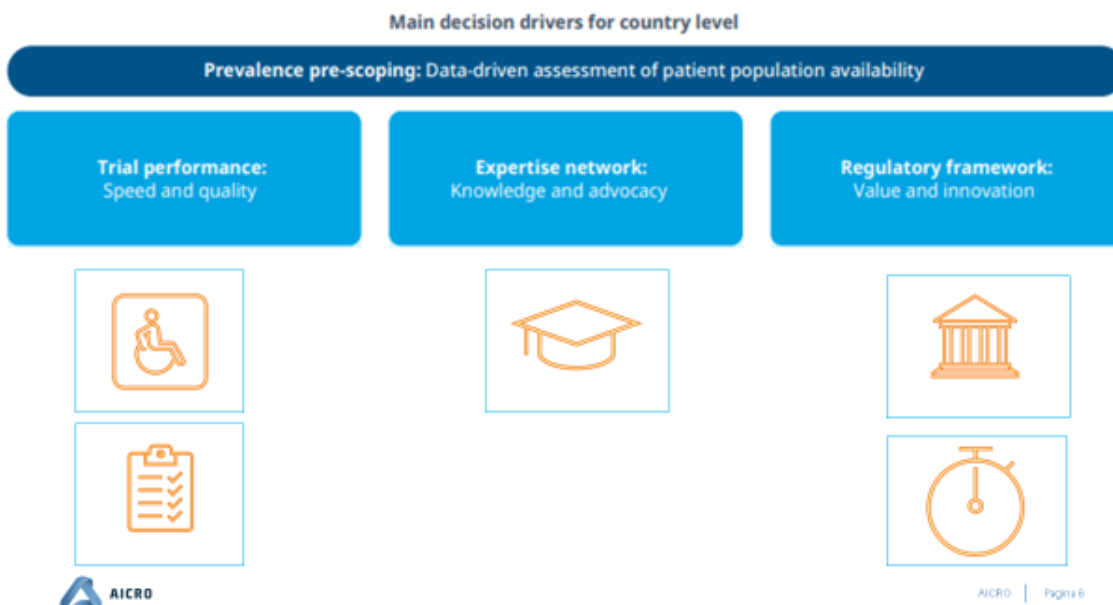 Main decision drivers for country level
Prevalence pre-scoping: Data-driven assessment of patient population availability
Trial performance:
Speed and quality
Expertise network:
Knowledge and advocacy
Regulatory framework:
Value and innovation
AICRO
AICRO | Pagina 6